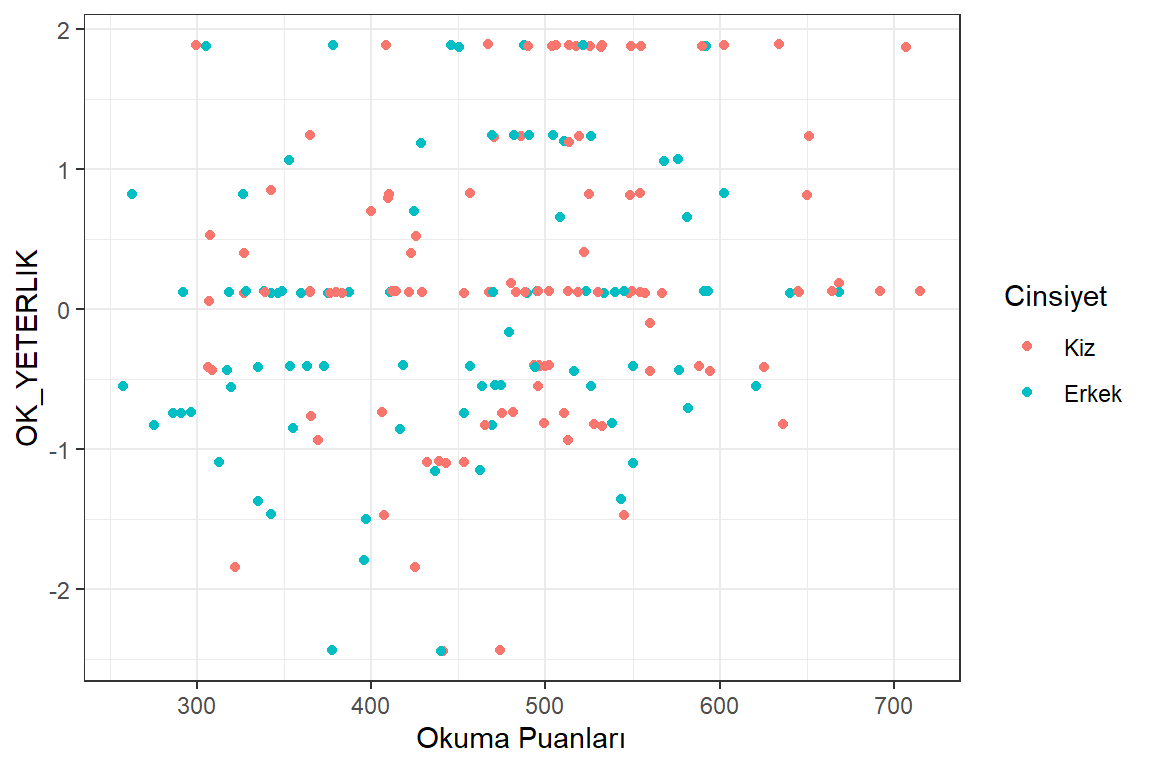 OK_YETERLIK
2
1
0
-1
-2
300 400 500 600 700
Okuma Puanları
Cinsiyet
Kiz
Erkek